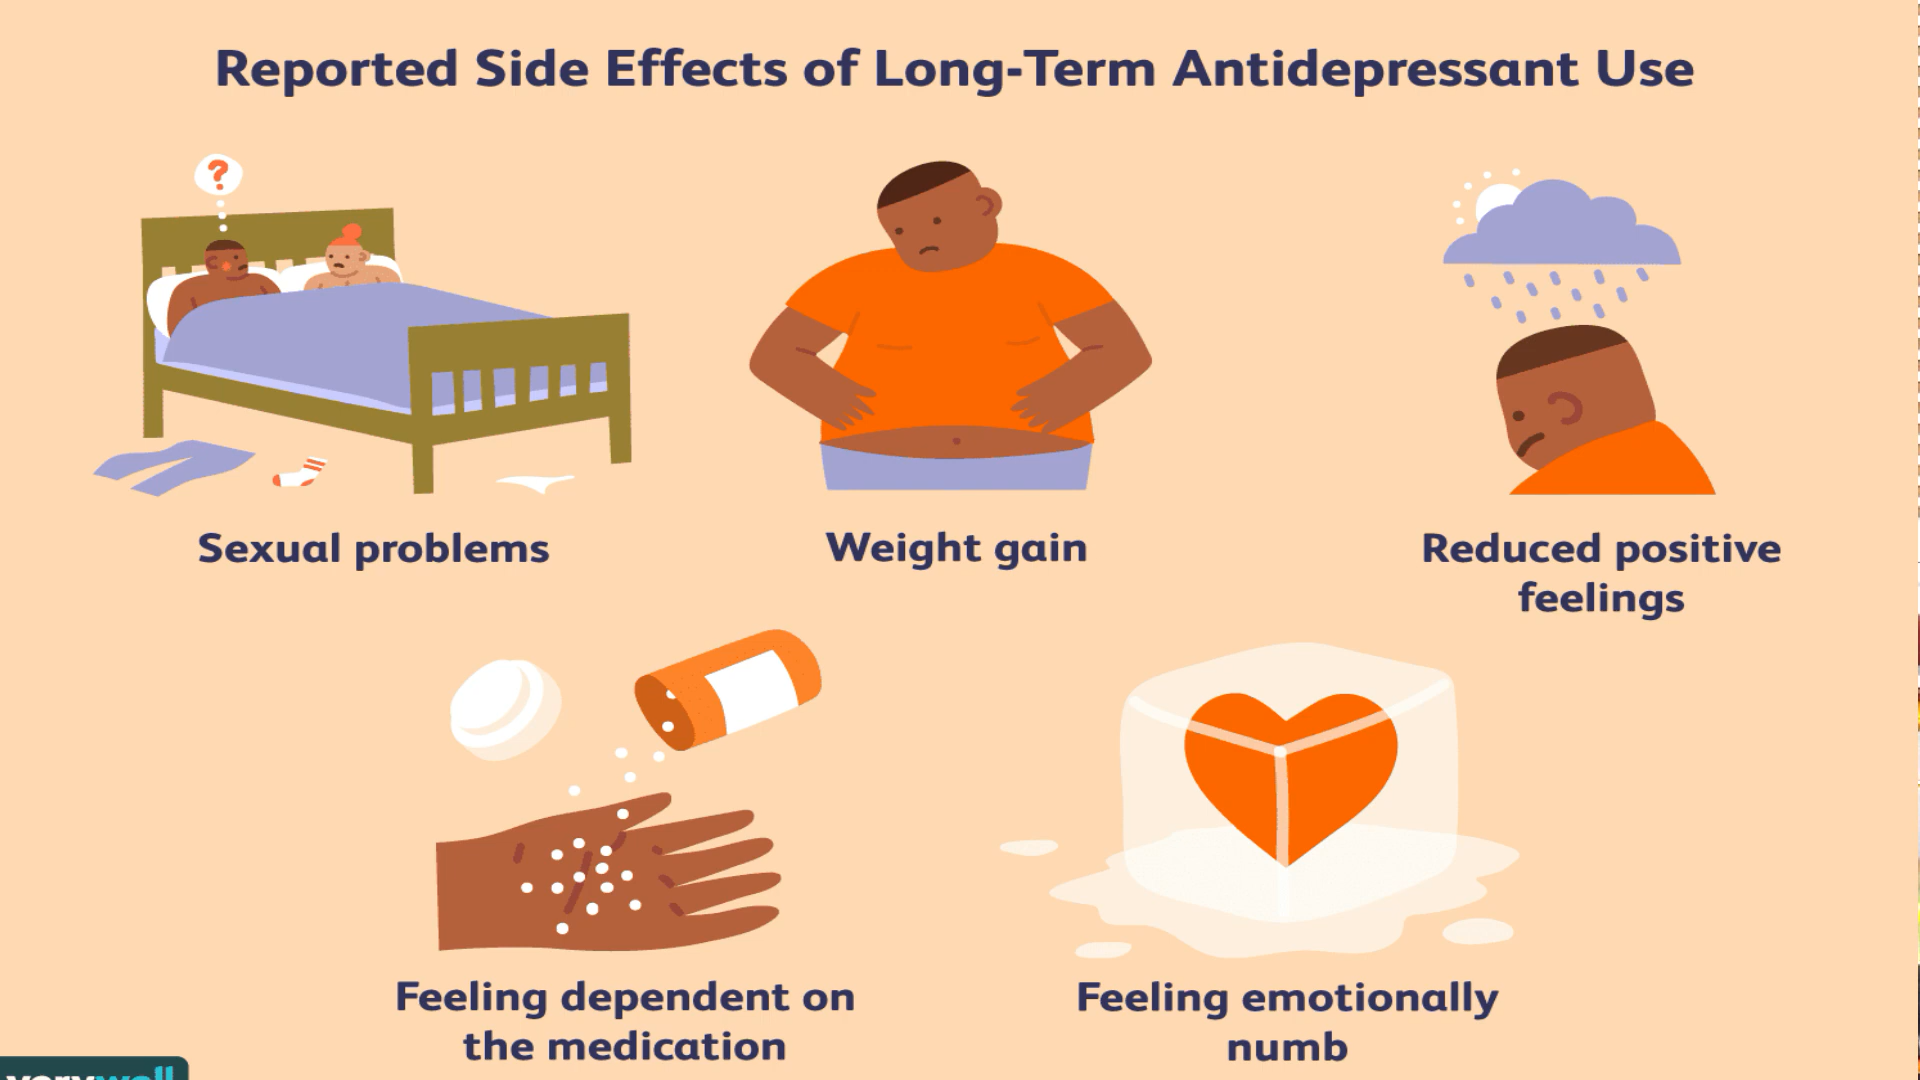 Reported Side Effects of Long-Term Antidepressant Use
?
Sexual problems
Weight gain
Reduced positive
feelings
Feeling dependent on
the medication
Feeling emotionally
numb
verywell